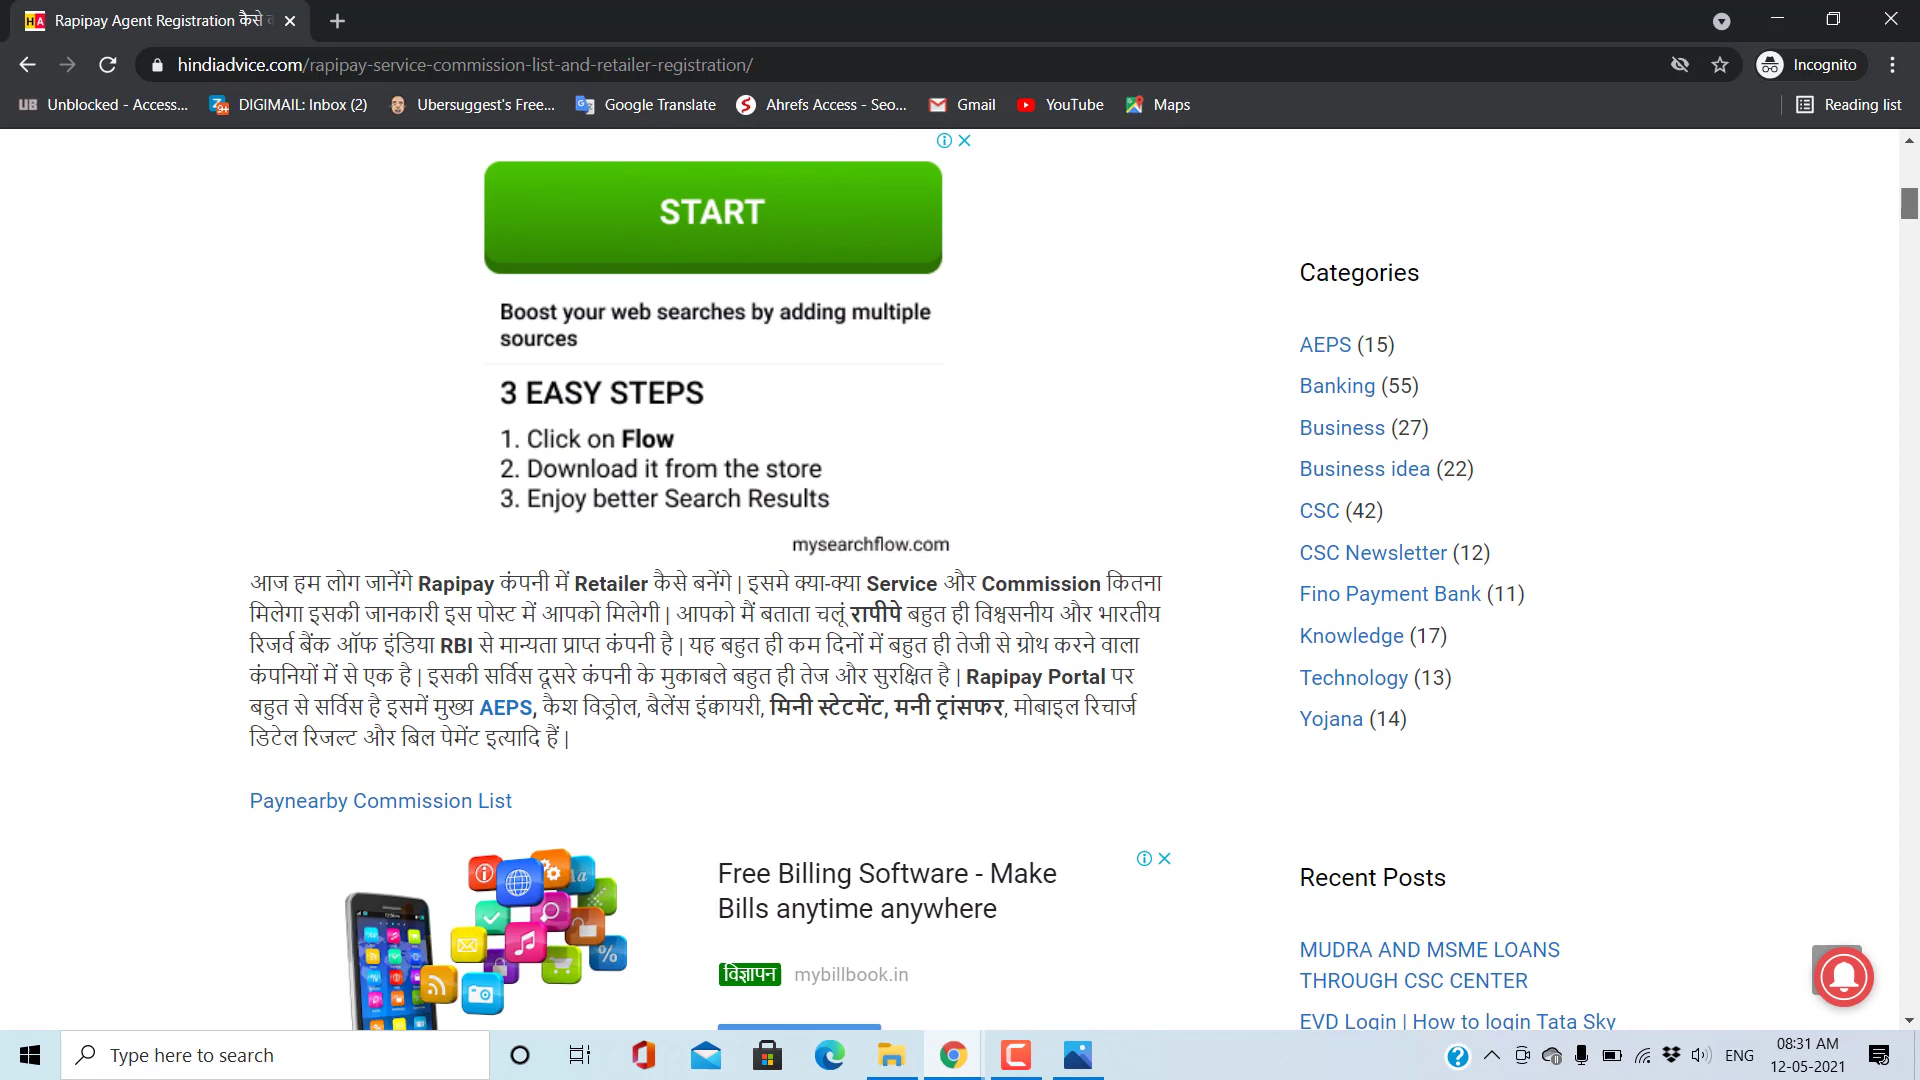 Rapipay Agent Registration कैसे
hindiadvice.com/rapipay-service-commission-list-and-retailer-registration/
Incognito
Unblocked - Access...
DIGIMAIL: Inbox (2)
Ubersuggest's Free...
Google Translate
Ahrefs Access - Seo...
Gmail
YouTube
Maps
Reading list
START
Boost your web searches by adding multiple
sources
3 EASY STEPS
1. Click on Flow
2. Download it from the store
3. Enjoy better Search Results
mysearchflow.com
आज हम लोग जानेंगे Rapipay कंपनी में Retailer कैसे बनेंगे | इसमे क्या-क्या Service और Commission कितना
मिलेगा इसकी जानकारी इस पोस्ट में आपको मिलेगी | आपको मैं बताता चलूं रापीपे बहुत ही विश्वसनीय और भारतीय
रिजर्व बैंक ऑफ इंडिया RBI से मान्यता प्राप्त कंपनी है | यह बहुत ही कम दिनों में बहुत ही तेजी से ग्रोथ करने वाला
कंपनियों में से एक है | इसकी सर्विस दूसरे कंपनी के मुकाबले बहुत ही तेज और सुरक्षित है | Rapipay Portal पर
बहुत से सर्विस है इसमें मुख्य AEPS, कैश विड्रोल, बैलेंस इंक्वायरी, मिनी स्टेटमेंट, मनी ट्रांसफर, मोबाइल रिचार्ज
डिटेल रिजल्ट और बिल पेमेंट इत्यादि हैं |
Paynearby Commission List
Free Billing Software - Make
Bills anytime anywhere
विज्ञापन mybillbook.in
Categories
AEPS (15)
Banking (55)
Business (27)
Business idea (22)
CSC (42)
CSC Newsletter (12)
Fino Payment Bank (11)
Knowledge (17)
Technology (13)
Yojana (14)
Recent Posts
MUDRA AND MSME LOANS
THROUGH CSC CENTER
EVD Login | How to login Tata Sky
Type here to search
ENG
08:31 AM
12-05-2021